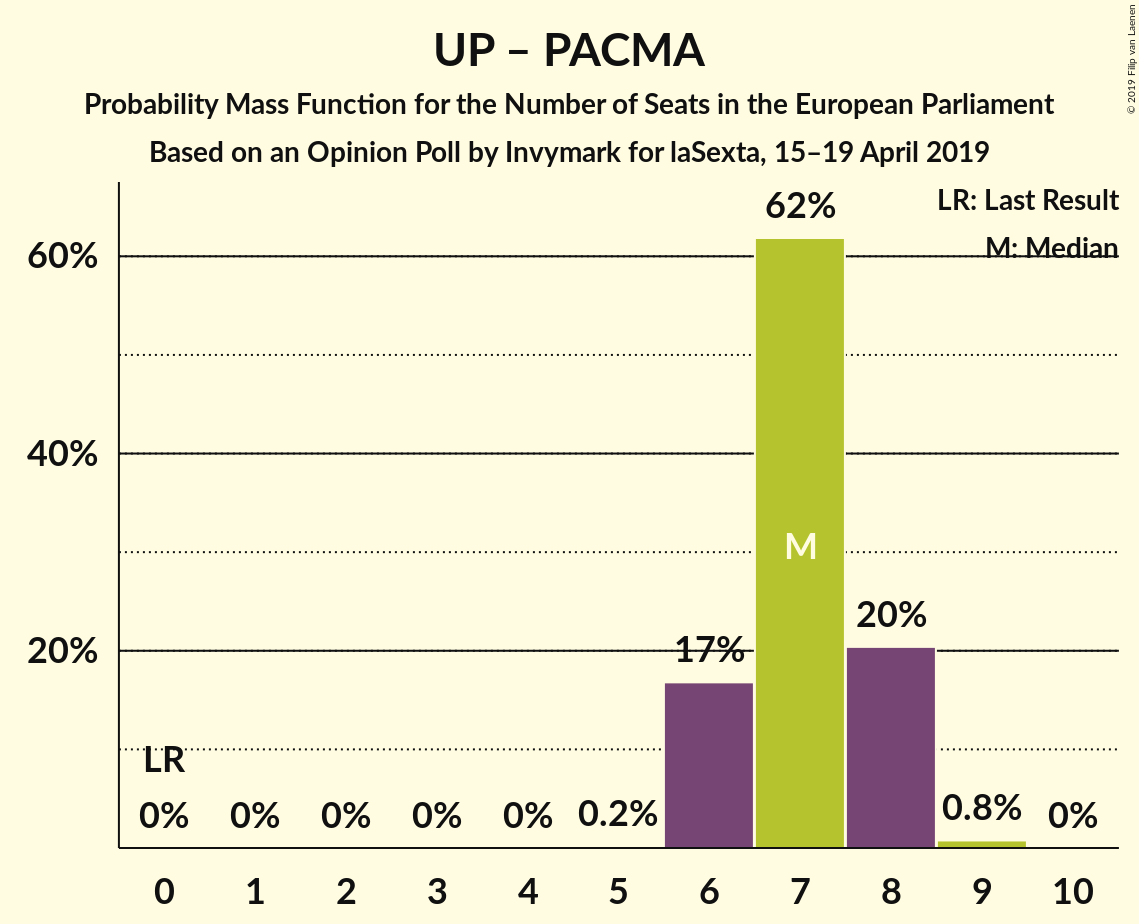 UP – PACMA
Probability Mass Function for the Number of Seats in the European Parliament
Based on an Opinion Poll by Invymark for laSexta, 15–19 April 2019
© 2019 Filip van Laenen
LR: Last Result
M: Median
62%
60%
40%
M
20%
17%
20%
LR
0% 0% 0% 0% 0% 0.2% 0.8% 0%
0 1 2 3 4 5 6 7 8 9 10